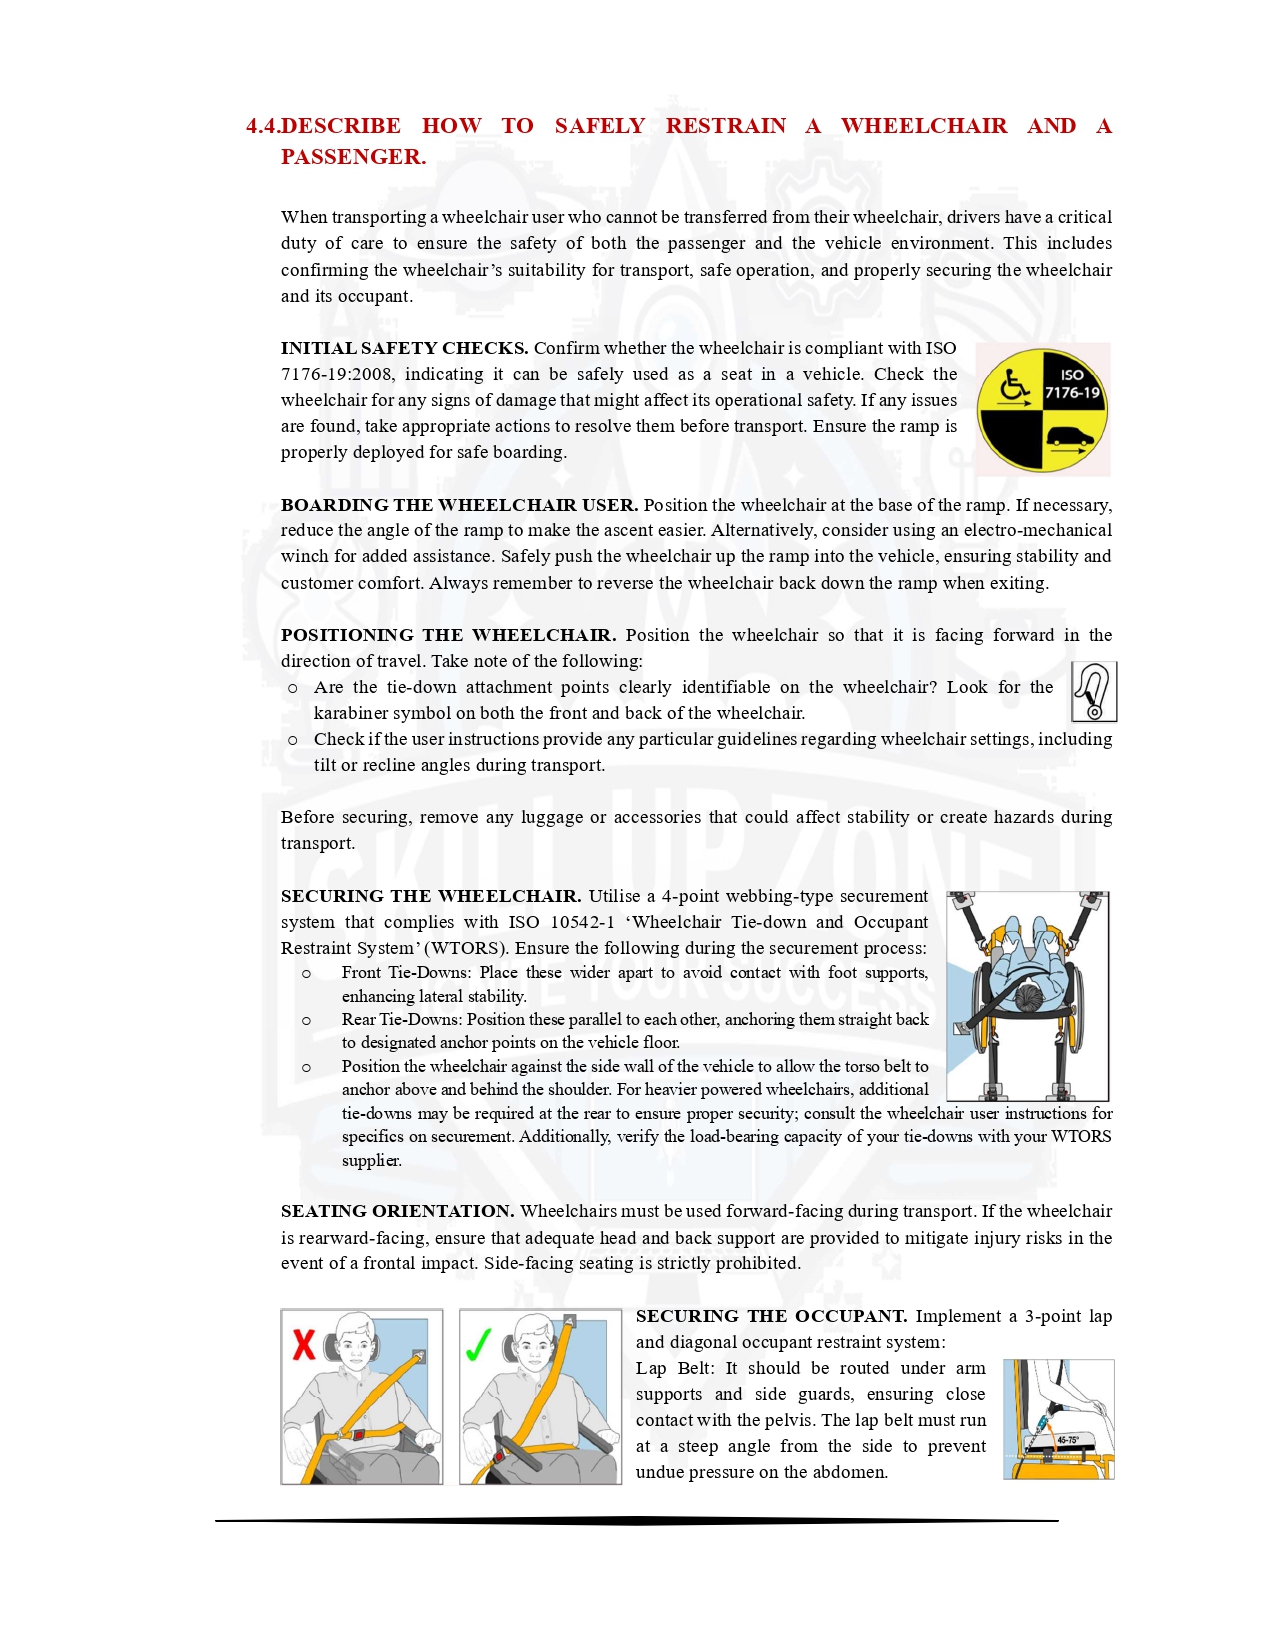 4.4.DESCRIBE HOW TO SAFELY RESTRAIN A WHEELCHAIR AND A
PASSENGER.
When transporting a wheelchair user who cannot be transferred from their wheelchair, drivers have a critical
duty of care to ensure the safety of both the passenger and the vehicle environment. This includes
confirming the wheelchair’s suitability for transport, safe operation, and properly securing the wheelchair
and its occupant.
INITIAL SAFETY CHECKS. Confirm whether the wheelchair is compliant with ISO
7176-19:2008, indicating it can be safely used as a seat in a vehicle. Check the
wheelchair for any signs of damage that might affect its operational safety. If any issues
are found, take appropriate actions to resolve them before transport. Ensure the ramp is
properly deployed for safe boarding.
ISO
7176-19
BOARDING THE WHEELCHAIR USER. Position the wheelchair at the base of the ramp. If necessary,
reduce the angle of the ramp to make the ascent easier. Alternatively, consider using an electro-mechanical
winch for added assistance. Safely push the wheelchair up the ramp into the vehicle, ensuring stability and
customer comfort. Always remember to reverse the wheelchair back down the ramp when exiting.
POSITIONING THE WHEELCHAIR. Position the wheelchair so that it is facing forward in the
direction of travel. Take note of the following:
o Are the tie-down attachment points clearly identifiable on the wheelchair? Look for the
karabiner symbol on both the front and back of the wheelchair.
o Check if the user instructions provide any particular guidelines regarding wheelchair settings, including
tilt or recline angles during transport.
Before securing, remove any luggage or accessories that could affect stability or create hazards during
transport.
SKILL UP ZONE
SECURING THE WHEELCHAIR. Utilise a 4-point webbing-type securement
system that complies with ISO 10542-1 ‘Wheelchair Tie-down and Occupant
Restraint System’ (WTORS). Ensure the following during the securement process:
o Front Tie-Downs: Place these wider apart to avoid contact with foot supports,
enhancing lateral stability.
o Rear Tie-Downs: Position these parallel to each other, anchoring them straight back
to designated anchor points on the vehicle floor.
o Position the wheelchair against the side wall of the vehicle to allow the torso belt to
anchor above and behind the shoulder. For heavier powered wheelchairs, additional
tie-downs may be required at the rear to ensure proper security; consult the wheelchair user instructions for
specifics on securement. Additionally, verify the load-bearing capacity of your tie-downs with your WTORS
supplier.
YOUR SUCCESS
SEATING ORIENTATION. Wheelchairs must be used forward-facing during transport. If the wheelchair
is rearward-facing, ensure that adequate head and back support are provided to mitigate injury risks in the
event of a frontal impact. Side-facing seating is strictly prohibited.
SECURING THE OCCUPANT. Implement a 3-point lap
and diagonal occupant restraint system:
Lap Belt: It should be routed under arm
supports and side guards, ensuring close
contact with the pelvis. The lap belt must run
at a steep angle from the side to prevent
undue pressure on the abdomen.
45-75°